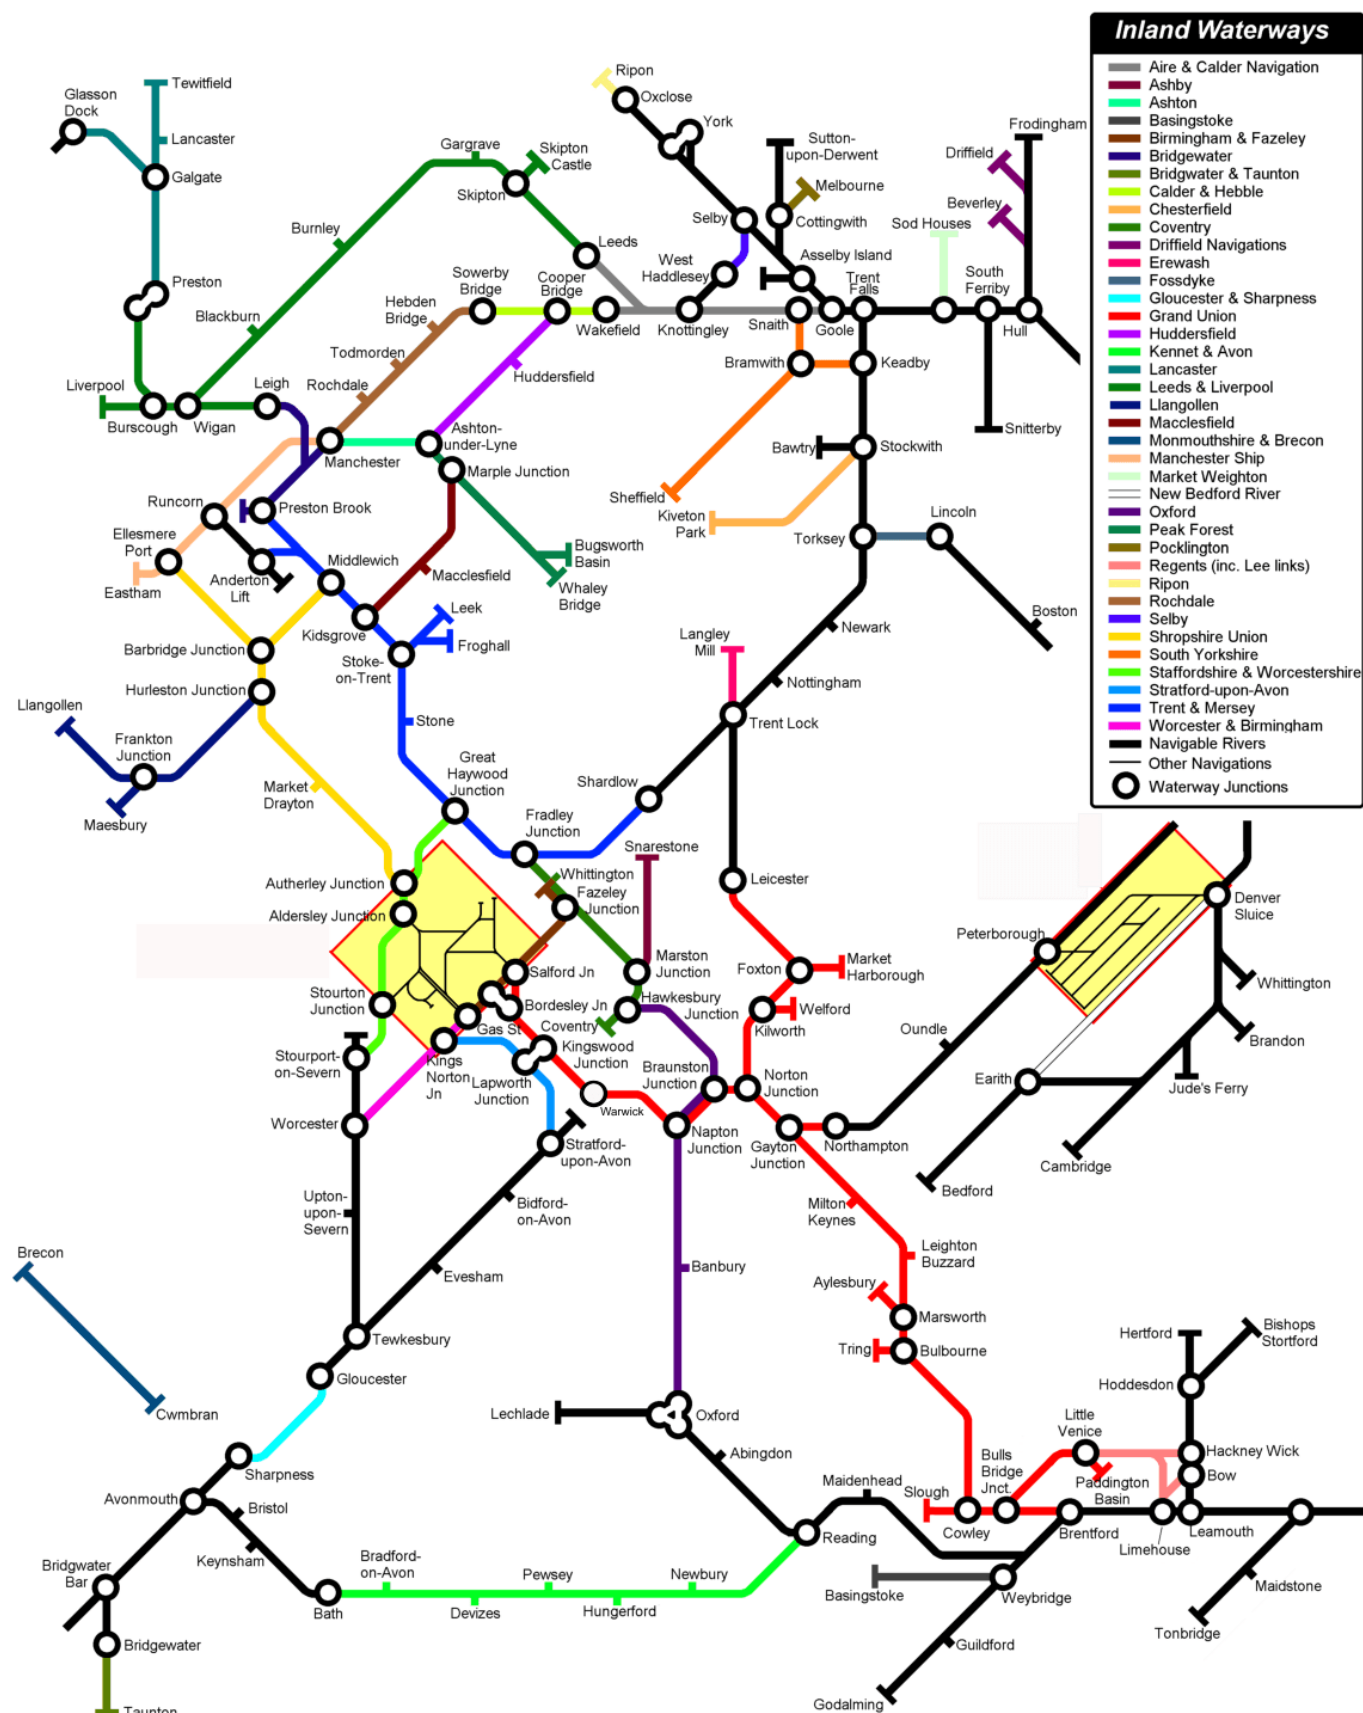 Inland Waterways
Aire & Calder Navigation
Ashby
Ashton
Basingstoke
Birmingham & Fazeley
Bridgewater
Bridgwater & Taunton
Calder & Hebble
Chesterfield
Coventry
Driffield Navigations
Erewash
Fossdyke
Gloucester & Sharpness
Grand Union
Huddersfield
Kennet & Avon
Lancaster
Leeds & Liverpool
Llangollen
Macclesfield
Monmouthshire & Brecon
Manchester Ship
Market Weighton
New Bedford River
Oxford
Peak Forest
Pocklington
Regents (inc. Lee links)
Ripon
Rochdale
Selby
Shropshire Union
South Yorkshire
Staffordshire & Worcestershire
Stratford-upon-Avon
Trent & Mersey
Worcester & Birmingham
Navigable Rivers
Other Navigations
Waterway Junctions
Ripon
Oxclose
Tewitfield
Glasson
Dock
York
Frodingham
Lancaster
Gargrave
Skipton
Castle
Sutton-
upon-Derwent
Driffield
Galgate
Skipton
Melbourne
Beverley
Burnley
Selby
Cottingwith
Sod Houses
Leeds
West
Haddlesey
Asselby Island
Preston
Sowerby
Bridge
Cooper
Bridge
Trent
Falls
South
Ferriby
Hebden
Bridge
Blackburn
Wakefield
Knottingley
Snaith
Goole
Hull
Todmorden
Bramwith
Keadby
Huddersfield
Liverpool
Leigh
Rochdale
Burscough
Wigan
Ashton-
under-Lyne
Snitterby
Manchester
Bawtry
Stockwith
Marple Junction
Runcorn
Preston Brook
Sheffield
Kiveton
Park
Lincoln
Ellesmere
Port
Torksey
Bugsworth
Basin
Middlewich
Eastham
Anderton
Lift
Macclesfield
Whaley
Bridge
Leek
Boston
Kidsgrove
Froghall
Newark
Langley
Mill
Barbridge Junction
Stoke-
on-Trent
Nottingham
Hurleston Junction
Llangollen
Stone
Trent Lock
Frankton
Junction
Great
Haywood
Junction
Market
Drayton
Shardlow
Maesbury
Fradley
Junction
Snarestone
Whittington
Fazeley
Junction
Leicester
Autherley Junction
Denver
Sluice
Aldersley Junction
Peterborough
Salford Jn
Marston
Junction
Foxton
Market
Harborough
Whittington
Stourton
Junction
Bordesley Jn
Hawkesbury
Junction
Welford
Gas St
Coventry
Kilworth
Oundle
Brandon
Kingswood
Junction
Stourport-
on-Severn
Kings
Norton
Jn
Lapworth
Junction
Braunston
Junction
Norton
Junction
Earith
Jude's Ferry
Warwick
Worcester
Napton
Junction
Gayton
Junction
Northampton
Stratford-
upon-Avon
Cambridge
Bedford
Upton-
upon-
Severn
Bidford-
on-Avon
Milton
Keynes
Brecon
Leighton
Buzzard
Banbury
Evesham
Aylesbury
Marsworth
Tewkesbury
Tring
Bulbourne
Hertford
Bishops
Stortford
Gloucester
Hoddesdon
Cwmbran
Lechlade
Oxford
Little
Venice
Abingdon
Bulls
Bridge
Jnct.
Hackney Wick
Bow
Sharpness
Paddington
Basin
Maidenhead
Avonmouth
Slough
Bristol
Cowley
Brentford
Leamouth
Reading
Limehouse
Keynsham
Bradford-
on-Avon
Bridgwater
Bar
Pewsey
Newbury
Basingstoke
Maidstone
Bath
Devizes
Hungerford
Weybridge
Tonbridge
Bridgewater
Guildford
Godalming
Taunton